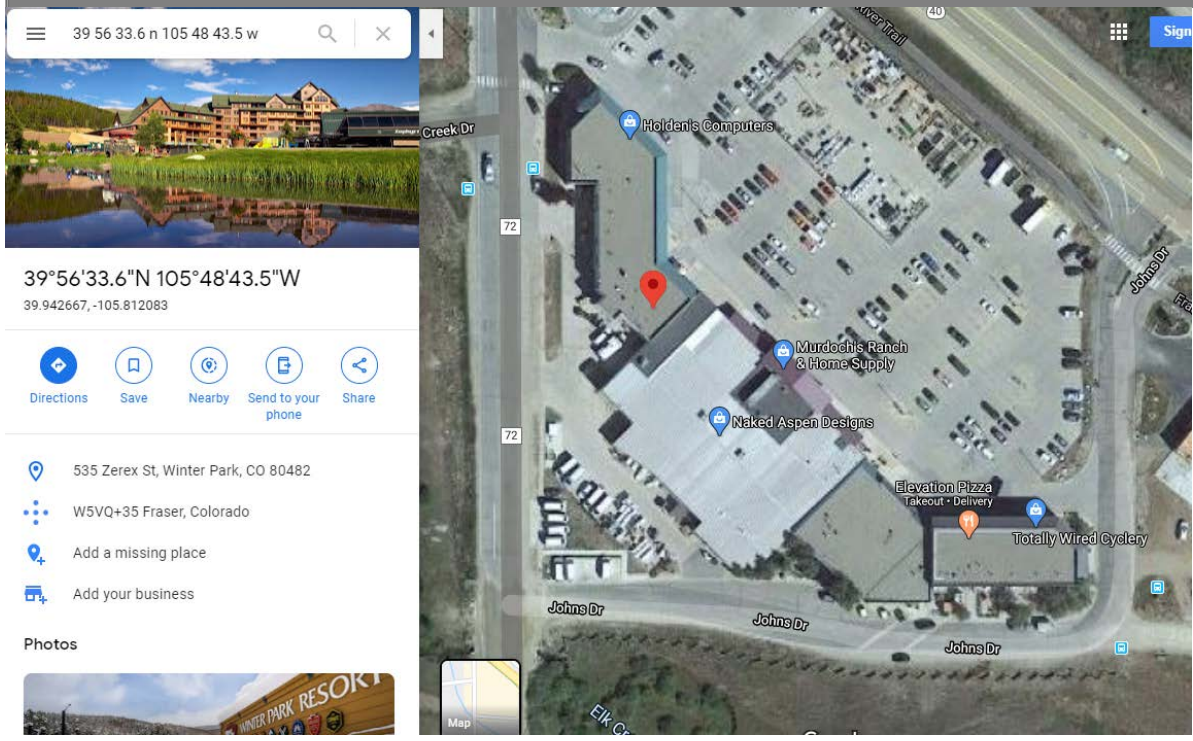 39 56 33.6 n 105 48 43.5 w
39°56'33.6"N 105°48'43.5"W
39.942667, -105.812083
Directions
Save
Nearby
Send to your
phone
Share
535 Zerex St, Winter Park, CO 80482
W5VQ+35 Fraser, Colorado
Add a missing place
Add your business
Photos
WINTER PARK RESORT
River Trail
40
Sign
Creek Dr
Holden's Computers
72
Johns Dr
Murdoch's Ranch
& Home Supply
Naked Aspen Designs
72
Elevation Pizza
Takeout • Delivery
Totally Wired Cyclery
Johns Dr
Johns Dr
Johns Dr
Map